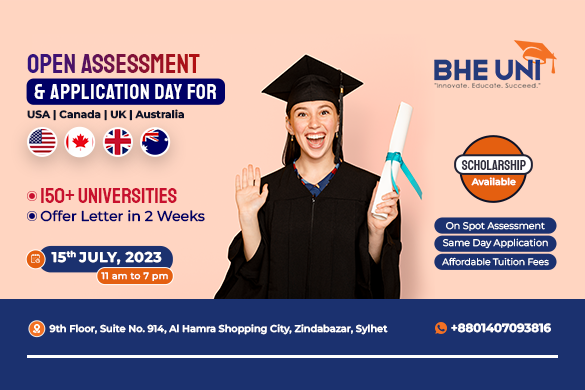 OPEN ASSESSMENT
& APPLICATION DAY FOR
USA | Canada | UK | Australia
150+ UNIVERSITIES
Offer Letter in 2 Weeks
15th JULY, 2023
11 am to 7 pm
BHE UNI
"Innovate. Educate. Succeed."
SCHOLARSHIP
Available
On Spot Assessment
Same Day Application
Affordable Tuition Fees
9th Floor, Suite No. 914, Al Hamra Shopping City, Zindabazar, Sylhet
+8801407093816